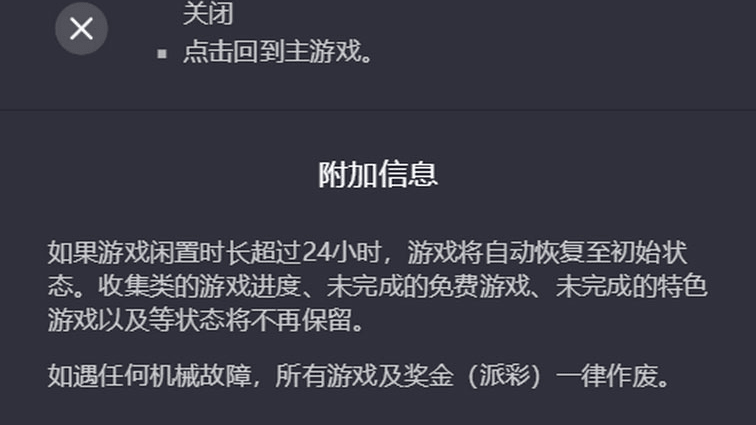 关闭
点击回到主游戏。
附加信息
如果游戏闲置时长超过24小时，游戏将自动恢复至初始状
态。收集类的游戏进度、未完成的免费游戏、未完成的特色
游戏以及等状态将不再保留。
如遇任何机械故障，所有游戏及奖金（派彩）一律作废。